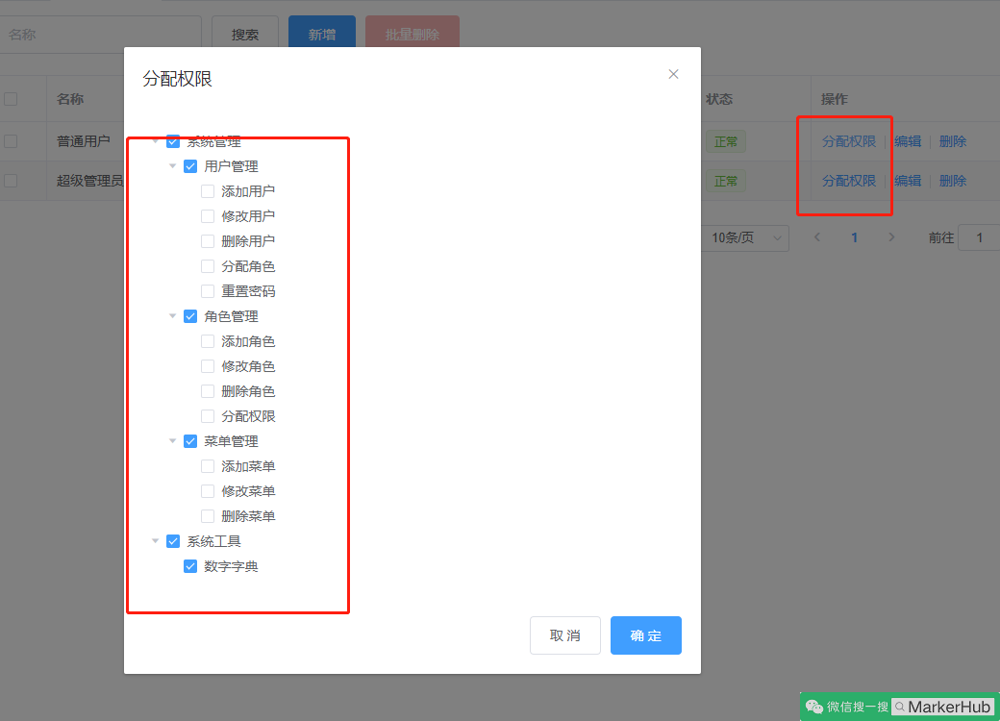 名称 搜索 新增 批量删除
分配权限
名称 状态 操作
普通用户 正常 分配权限 编辑 删除
超级管理员 正常 分配权限 编辑 删除
10条/页 1 前往 1
系统管理
用户管理
添加用户
修改用户
删除用户
分配角色
重置密码
角色管理
添加角色
修改角色
删除角色
分配权限
菜单管理
添加菜单
修改菜单
删除菜单
系统工具
数字字典
取 消 确 定
微信搜一搜 MarkerHub